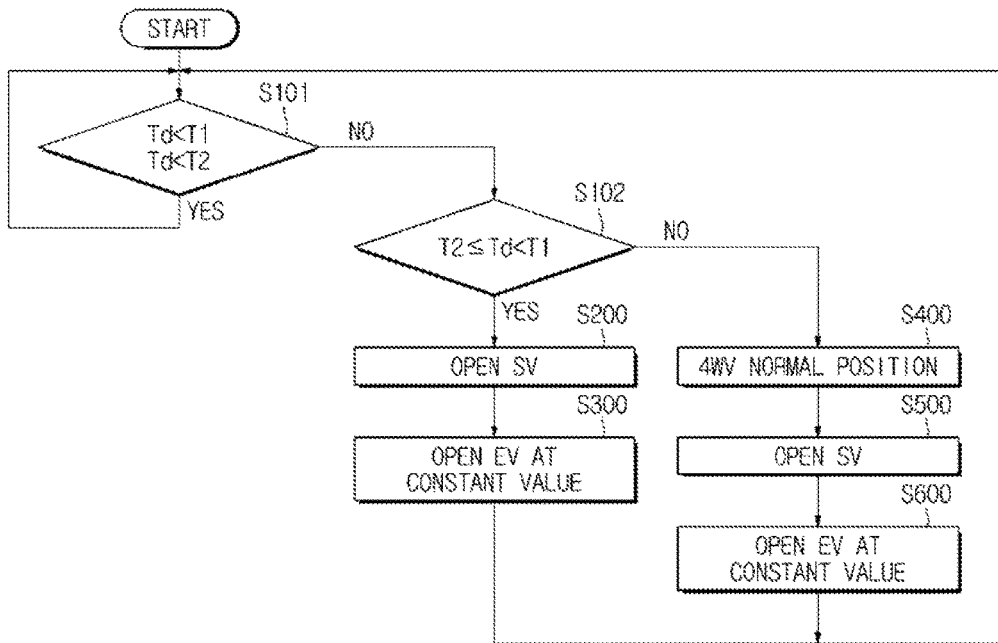 START
S101
Td<T1
Td<T2
NO
YES
S102
T2≦Td<T1
NO
YES
S200
OPEN SV
S400
4WV NORMAL POSITION
S300
OPEN EV AT
CONSTANT VALUE
S500
OPEN SV
S600
OPEN EV AT
CONSTANT VALUE